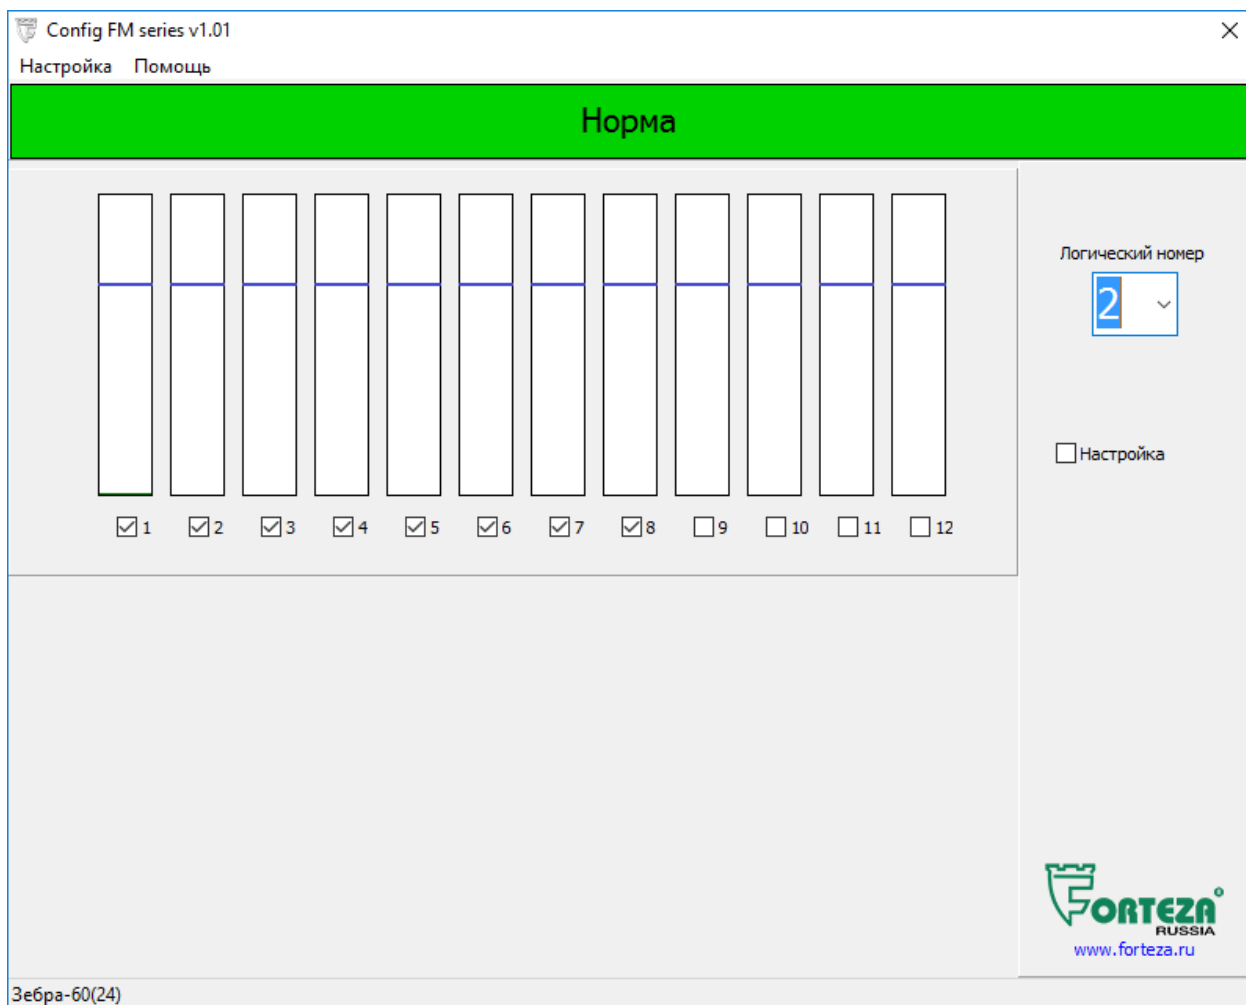 Config FM series v1.01
Настройка Помощь
Норма
Логический номер
2
Настройка
1 2 3 4 5 6 7 8 9 10 11 12
FORTEZA®
RUSSIA
www.forteza.ru
Зебра-60(24)